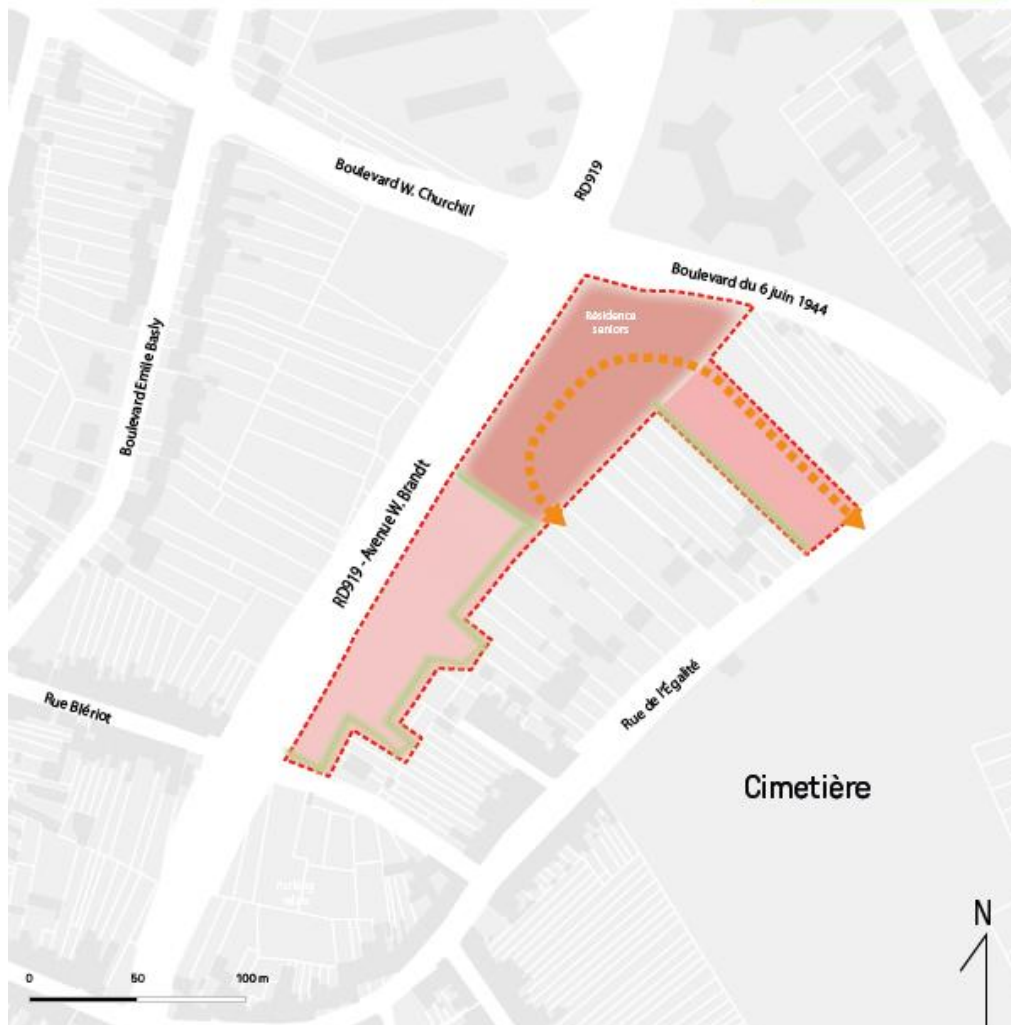 RD919
Boulevard W. Churchill
Boulevard du 6 juin 1944
Résidence
seniors
Boulevard Emile Basly
RD919 - Avenue W. Brandt
Rue Blériot
Rue de l'Égalité
Cimetière
N
0 50 100 m